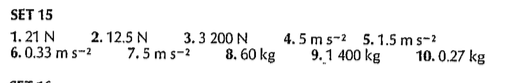 SET 15
1. 21 N 2. 12.5 N 3. 3 200 N 4. 5 m s⁻² 5. 1.5 m s⁻²
6. 0.33 m s⁻² 7. 5 m s⁻² 8. 60 kg 9. 1 400 kg 10. 0.27 kg